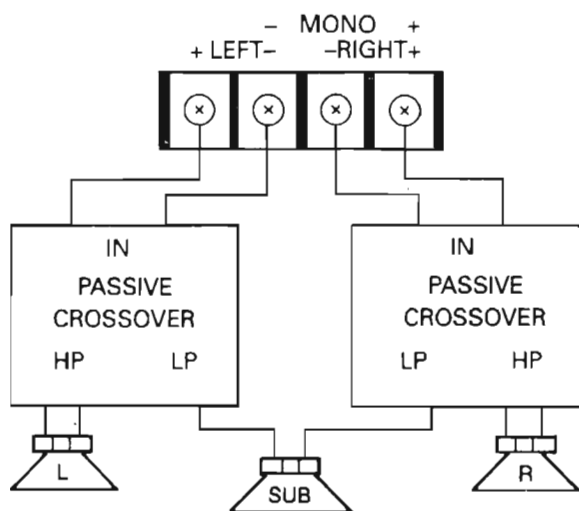 − MONO +
+ LEFT− −RIGHT+
IN
PASSIVE
CROSSOVER
HP LP
IN
PASSIVE
CROSSOVER
LP HP
L
SUB
R